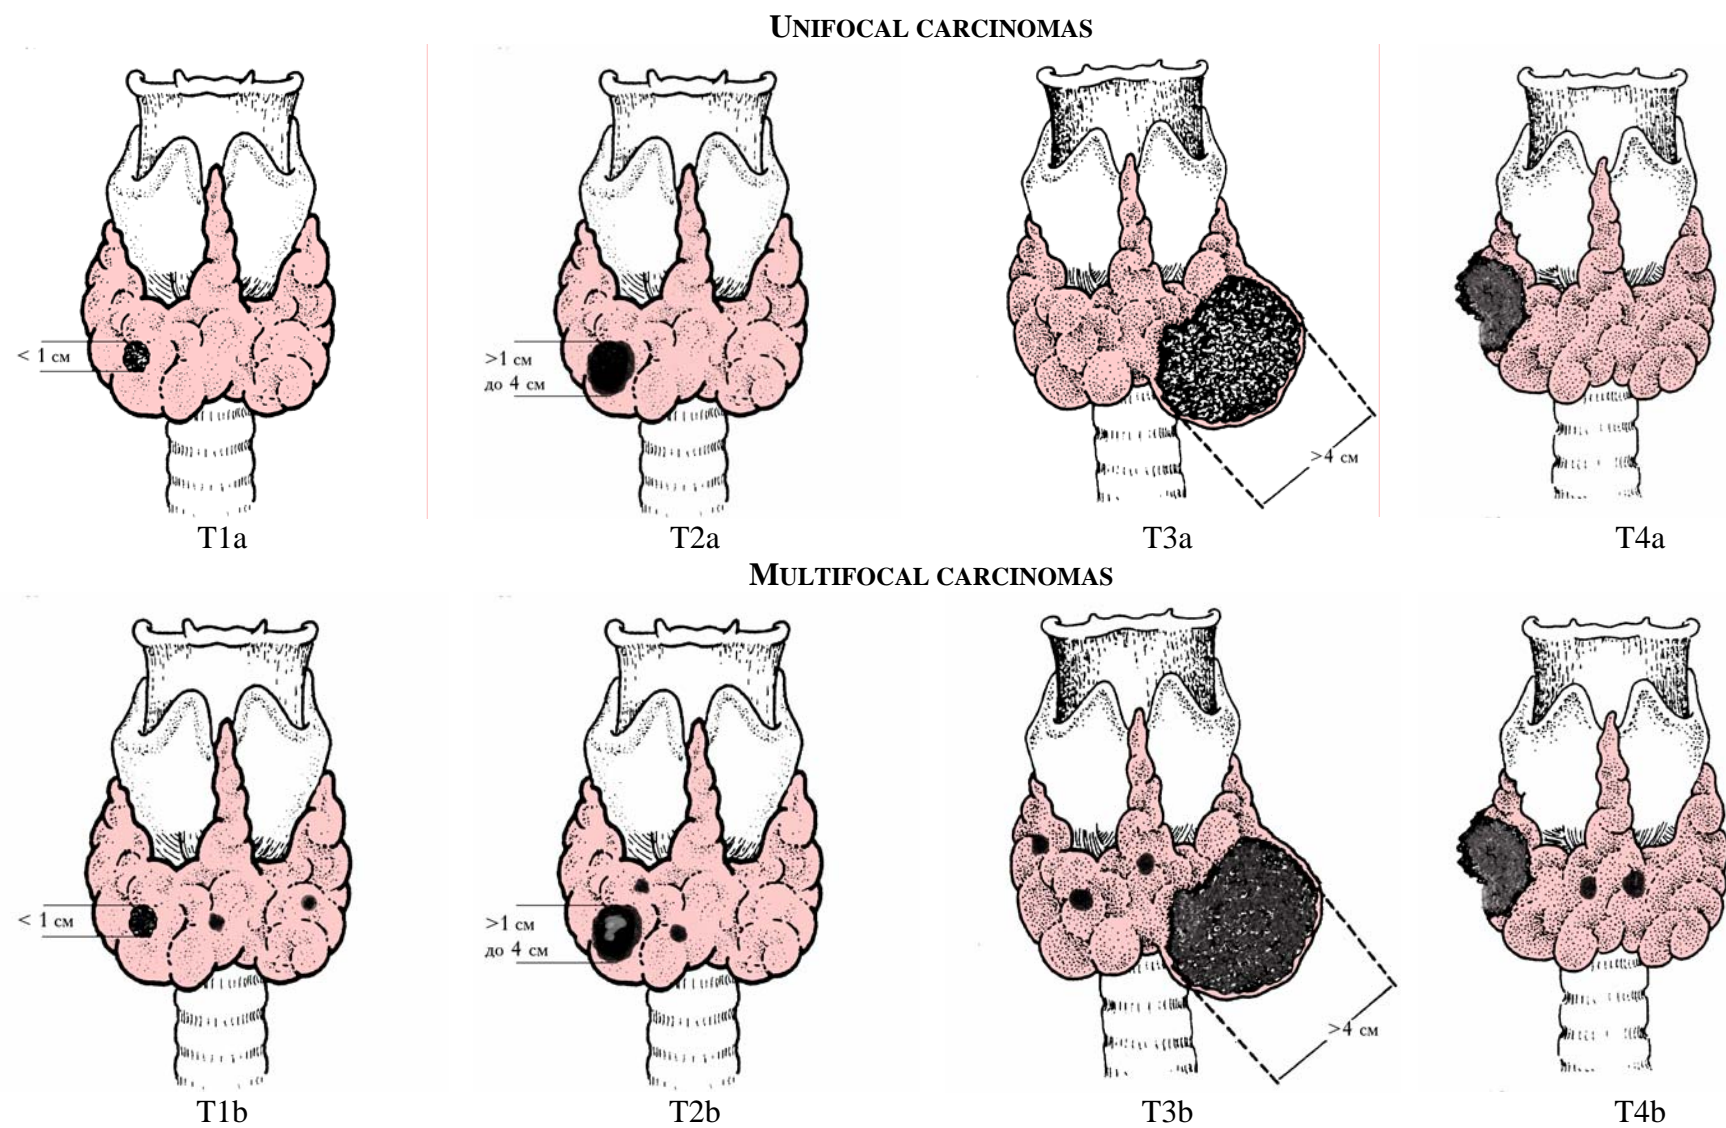 UNIFOCAL CARCINOMAS
< 1 см
>1 см
до 4 см
>4 см
T1a
T2a
T3a
T4a
MULTIFOCAL CARCINOMAS
< 1 см
>1 см
до 4 см
>4 см
T1b
T2b
T3b
T4b